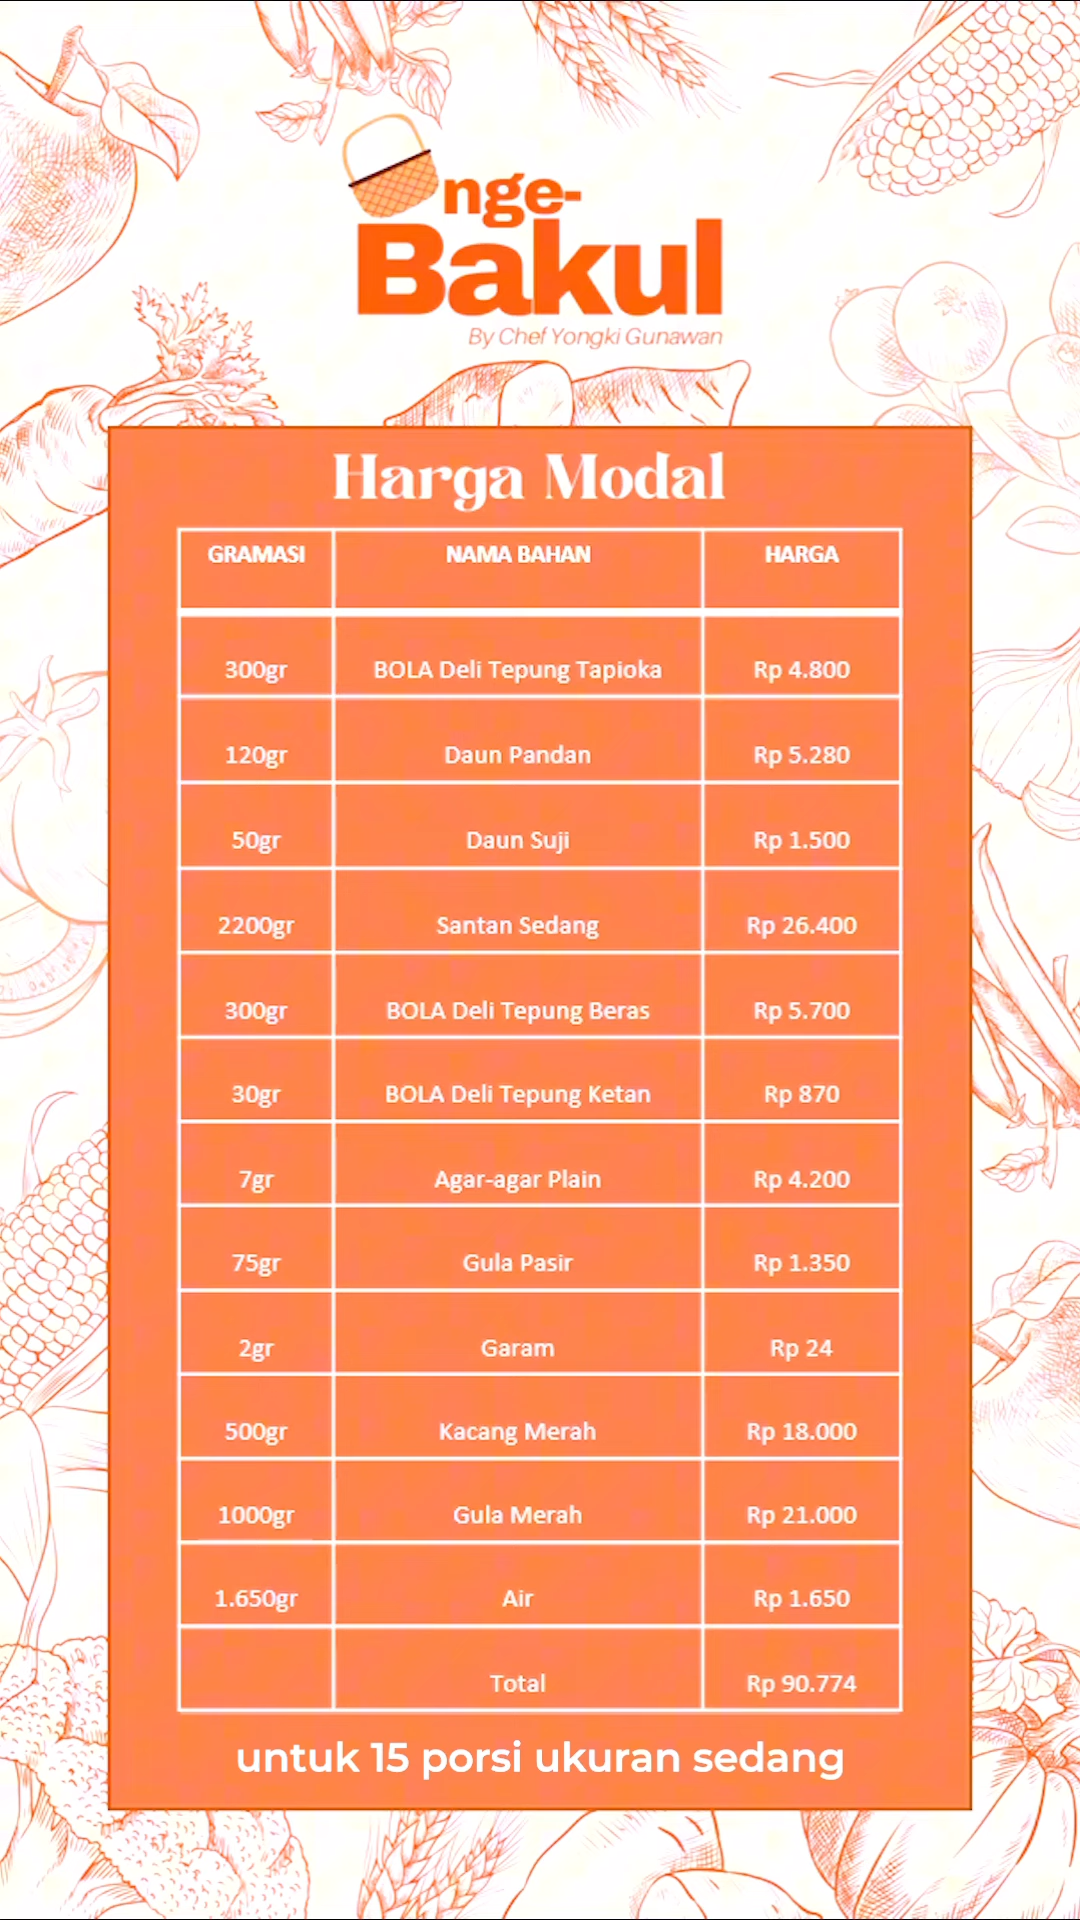 nge-
Bakul
By Chef Yongki Gunawan
Harga Modal
GRAMASI NAMA BAHAN HARGA
300gr BOLA Deli Tepung Tapioka Rp 4.800
120gr Daun Pandan Rp 5.280
50gr Daun Suji Rp 1.500
2200gr Santan Sedang Rp 26.400
300gr BOLA Deli Tepung Beras Rp 5.700
30gr BOLA Deli Tepung Ketan Rp 870
7gr Agar-agar Plain Rp 4.200
75gr Gula Pasir Rp 1.350
2gr Garam Rp 24
500gr Kacang Merah Rp 18.000
1000gr Gula Merah Rp 21.000
1.650gr Air Rp 1.650
Total Rp 90.774
untuk 15 porsi ukuran sedang